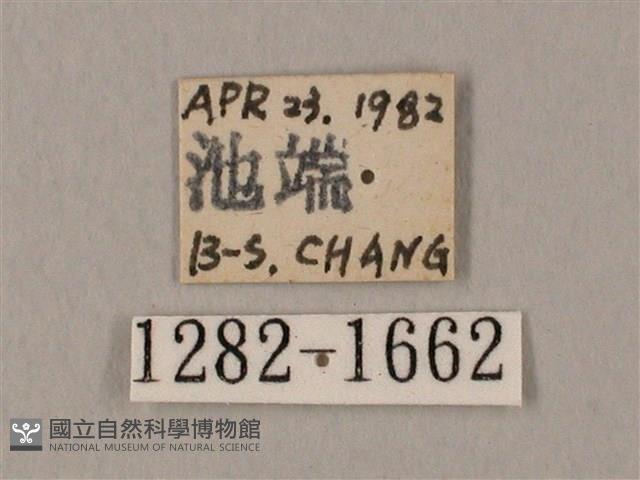 APR 23. 1982
池端
B-S. CHANG
1282-1662
國立自然科學博物館
NATIONAL MUSEUM OF NATURAL SCIENCE